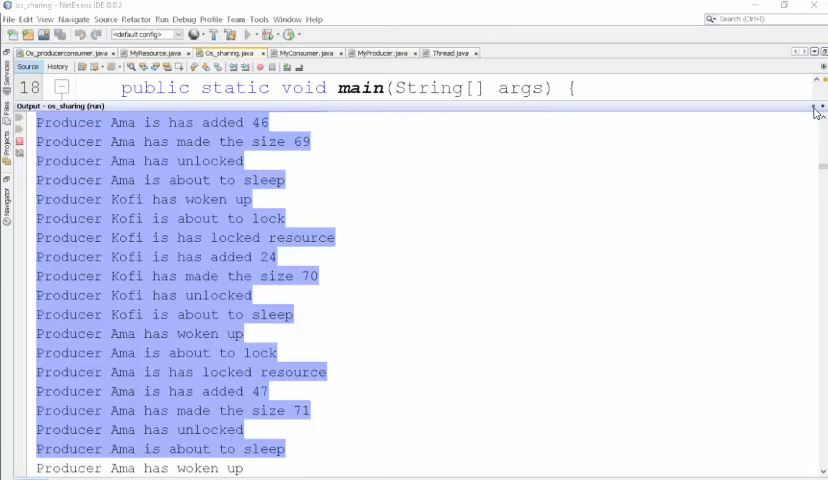 os_sharing - NetBeans IDE 8.0.2
File Edit View Navigate Source Refactor Run Debug Profile Team Tools Window Help
Search (Ctrl+I)
<default config>
Os_producerconsumer.java MyResource.java Os_sharing.java MyConsumer.java MyProducer.java Thread.java
Source History
18 public static void main(String[] args) {
Output - os_sharing (run)
Producer Ama is has added 46
Producer Ama has made the size 69
Producer Ama has unlocked
Producer Ama is about to sleep
Producer Kofi has woken up
Producer Kofi is about to lock
Producer Kofi is has locked resource
Producer Kofi is has added 24
Producer Kofi has made the size 70
Producer Kofi has unlocked
Producer Kofi is about to sleep
Producer Ama has woken up
Producer Ama is about to lock
Producer Ama is has locked resource
Producer Ama is has added 47
Producer Ama has made the size 71
Producer Ama has unlocked
Producer Ama is about to sleep
Producer Ama has woken up
Services
Files
Projects
Navigator